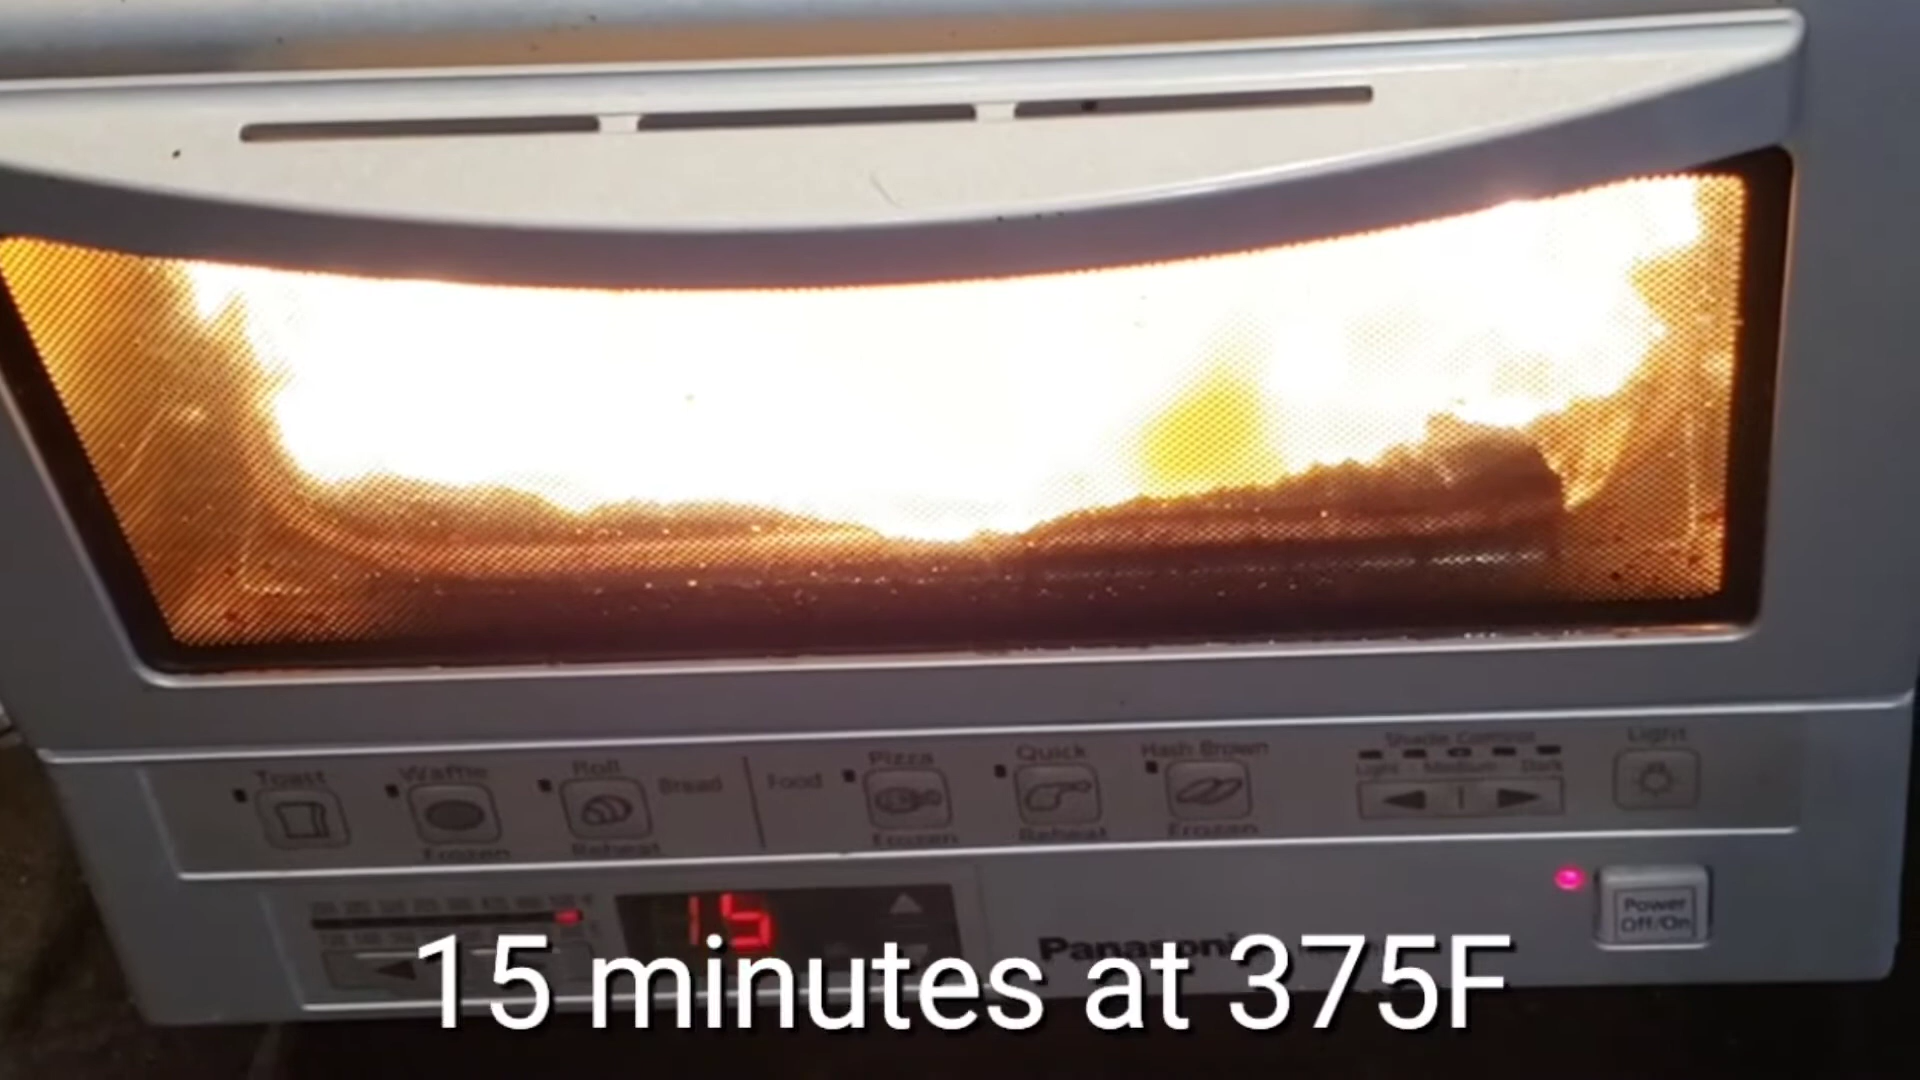 Toast Waffle Roll Bread Food Pizza Quick Hash Brown Shade Control Light
Light - Medium - Dark
Frozen Reheat Frozen Reheat Frozen
15
Power
Off/On
Panasonic
15 minutes at 375F